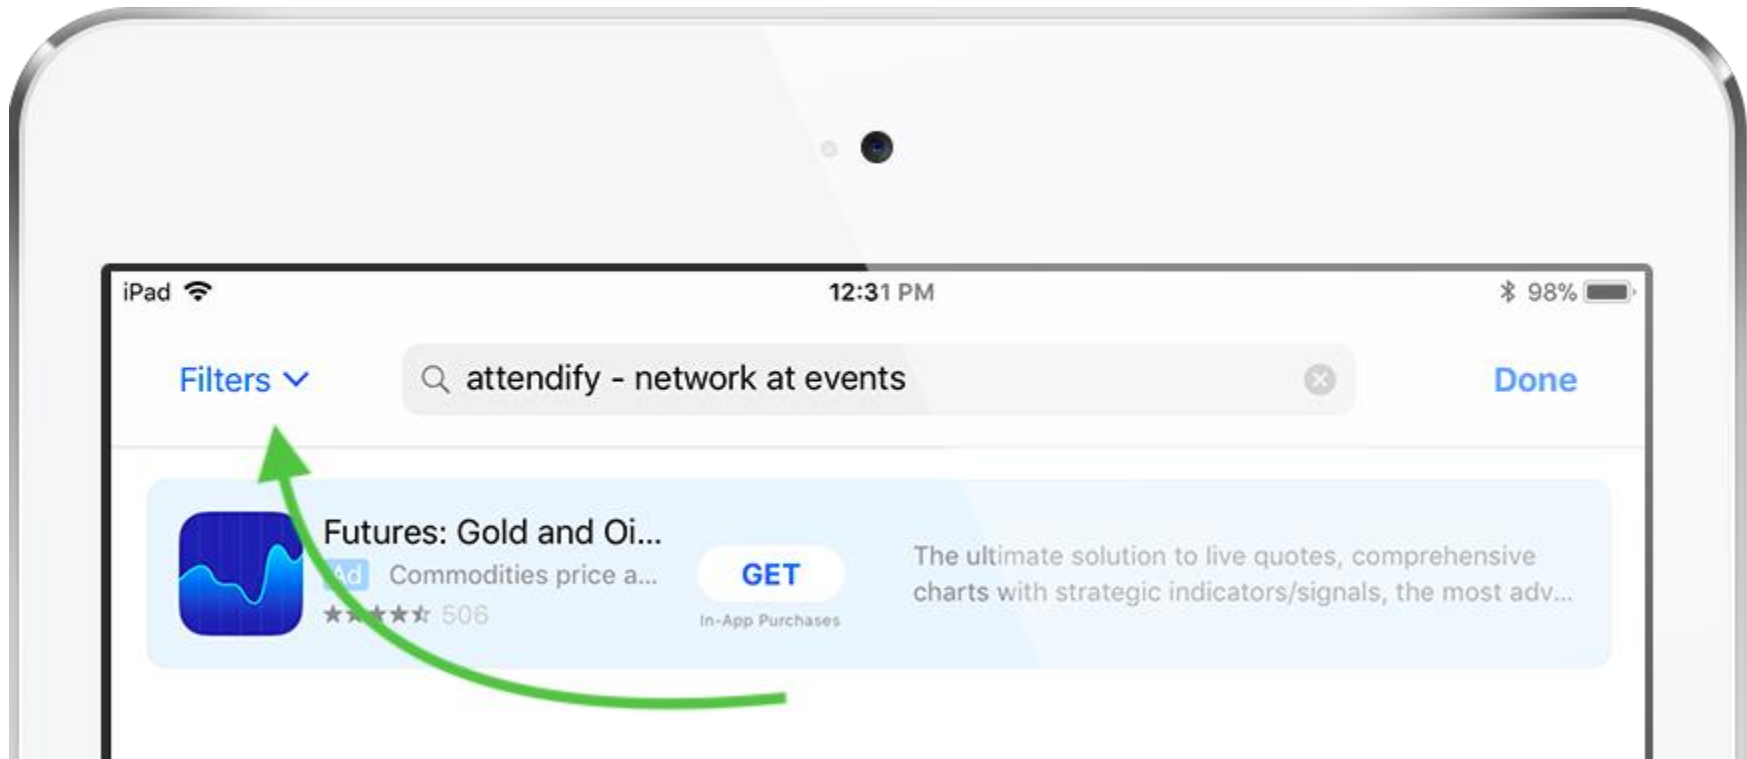 iPad 12:31 PM 98%
Filters attendify - network at events Done
Futures: Gold and Oi...
Ad Commodities price a...
506
GET
In-App Purchases
The ultimate solution to live quotes, comprehensive
charts with strategic indicators/signals, the most adv...